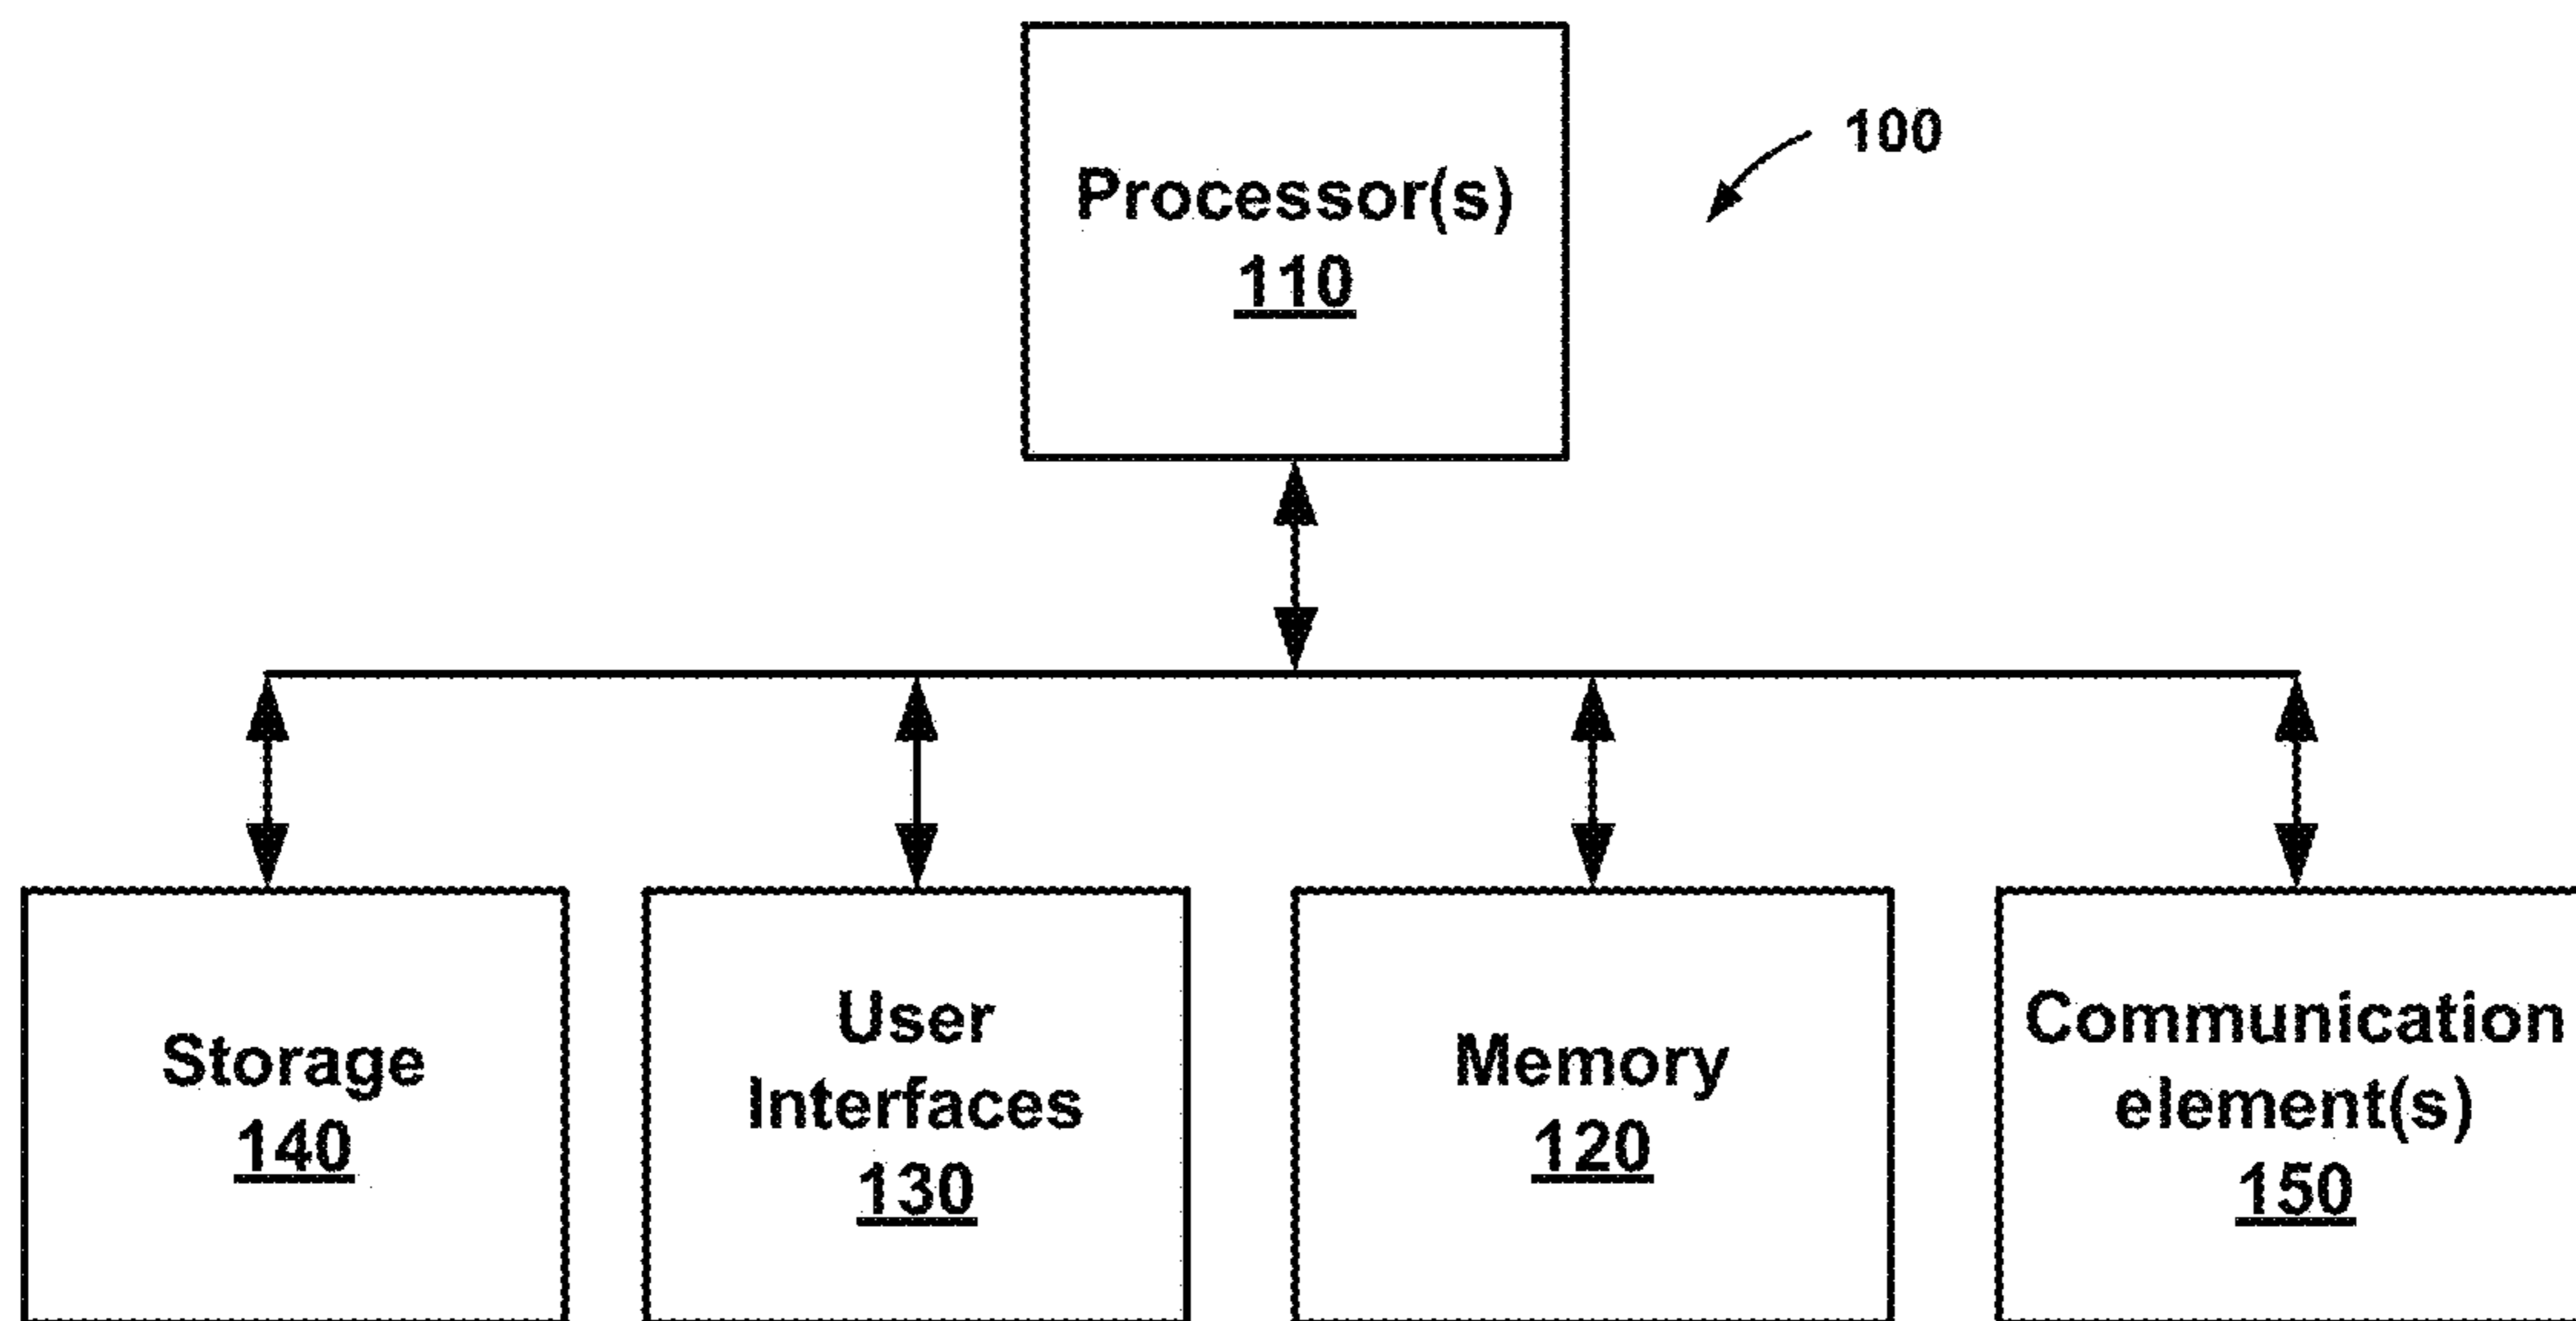 Processor(s)
110
100
Storage
140
User
Interfaces
130
Memory
120
Communication
element(s)
150